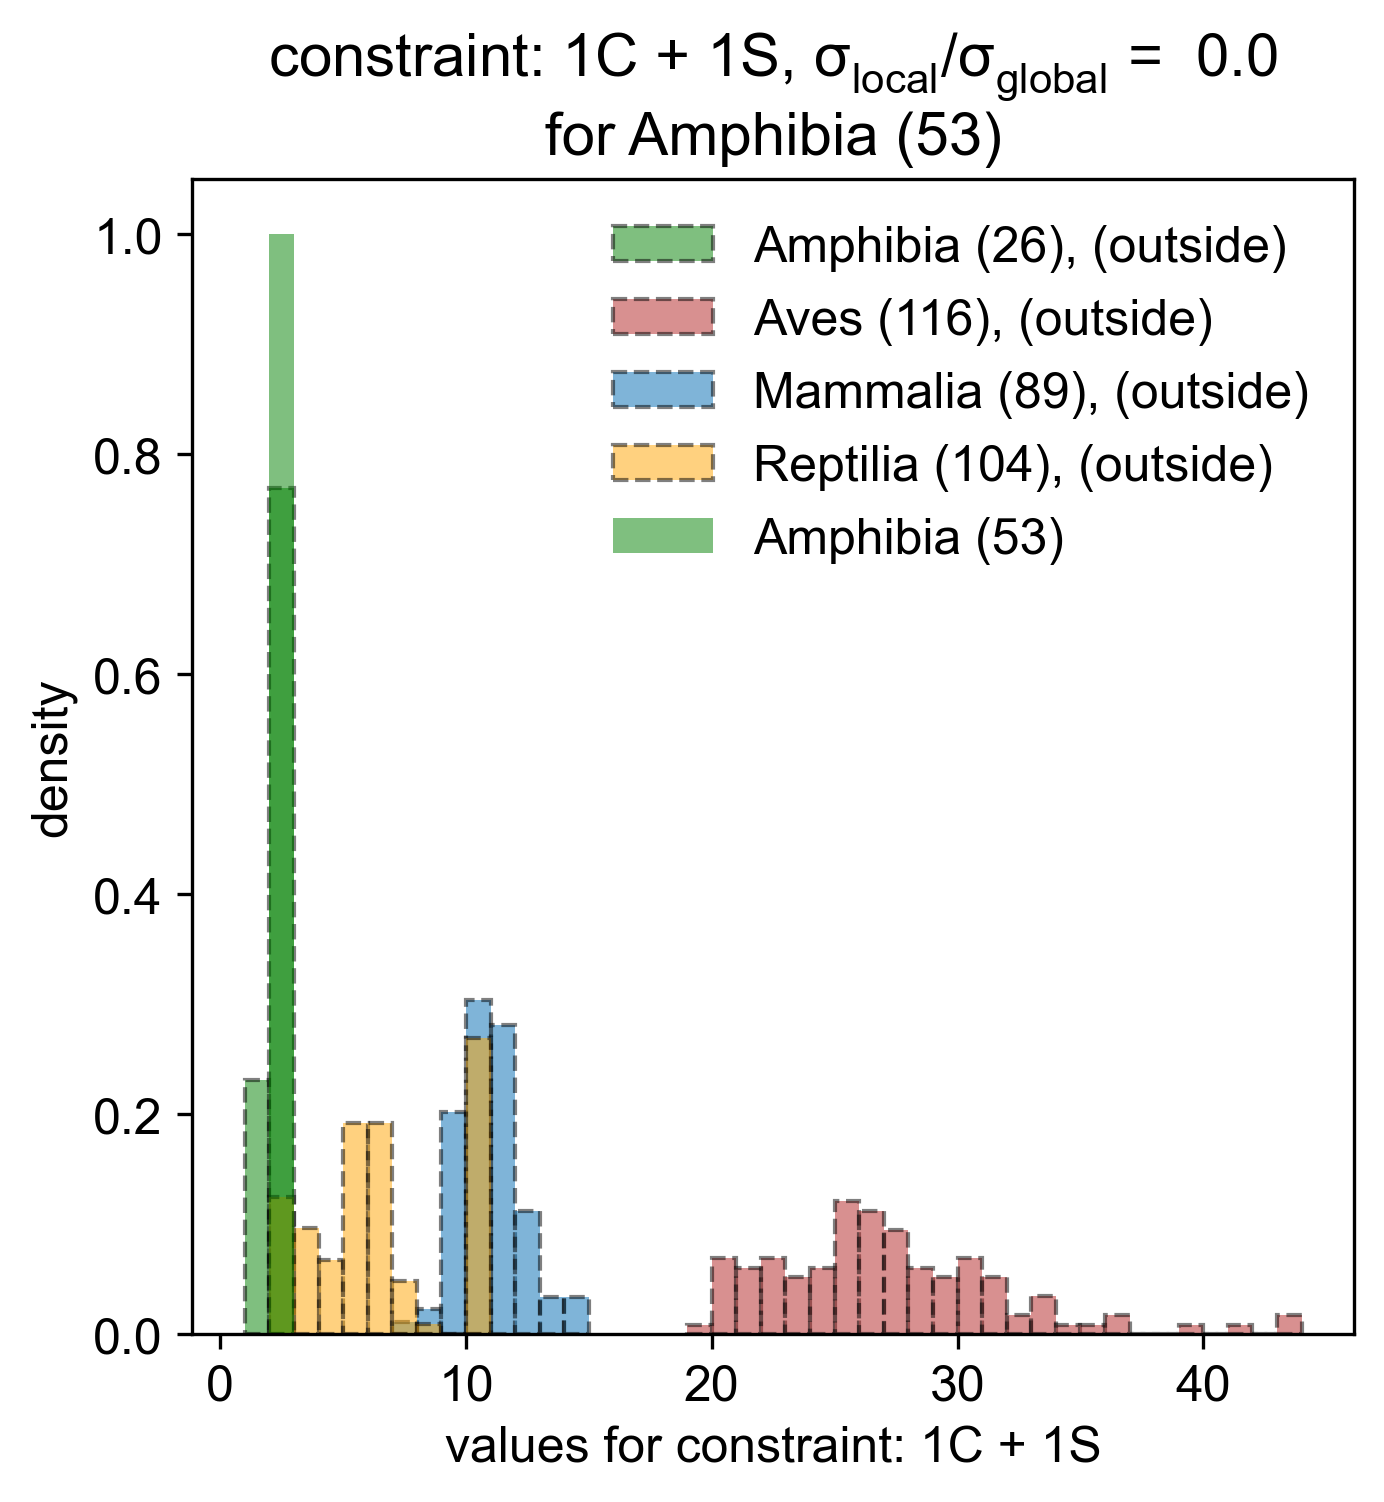 constraint: 1C + 1S, σlocal/σglobal = 0.0
for Amphibia (53)
Amphibia (26), (outside)
Aves (116), (outside)
Mammalia (89), (outside)
Reptilia (104), (outside)
Amphibia (53)
density
1.0
0.8
0.6
0.4
0.2
0.0
0 10 20 30 40
values for constraint: 1C + 1S